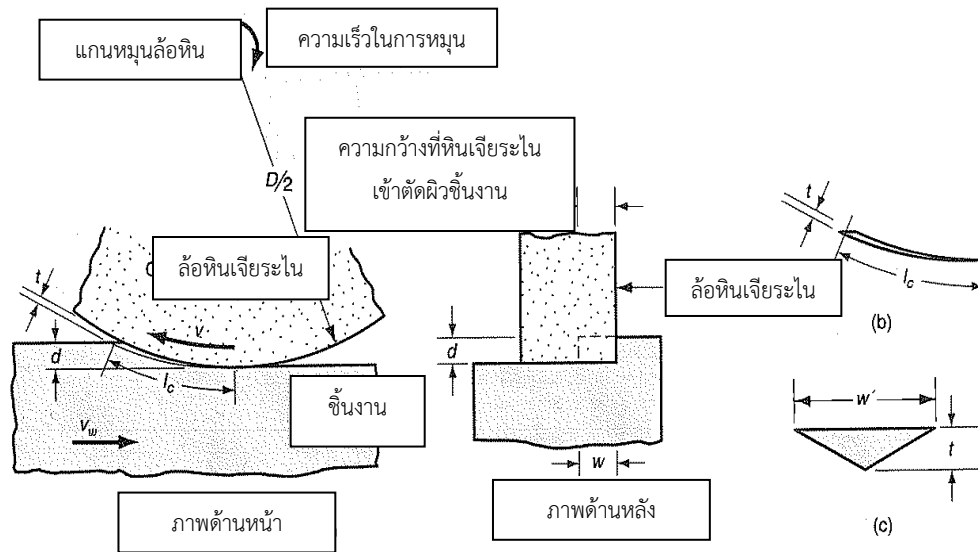 แกนหมุนล้อหิน
ความเร็วในการหมุน
ความกว้างที่หินเจียระไน
เข้าตัดผิวชิ้นงาน
D/2
t
l_c
(b)
ล้อหินเจียระไน
ล้อหินเจียระไน
t
v
d
l_c
d
w'
t
ชิ้นงาน
v_w
w
ภาพด้านหน้า
ภาพด้านหลัง
(c)